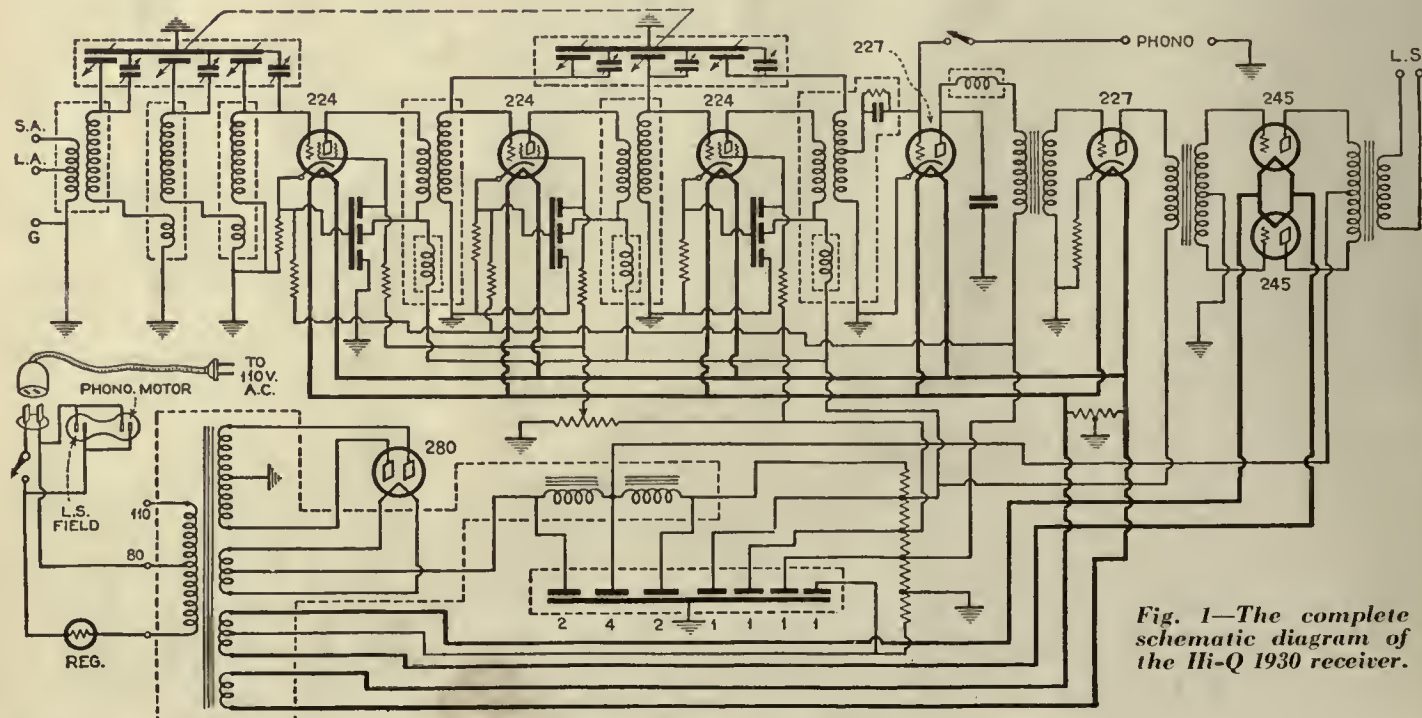 224
224
224
227
PHONO
L.S.
227
245
S.A.
L.A.
G
245
TO
110V.
A.C.
PHONO. MOTOR
L.S.
FIELD
110
80
REG.
280
2 4 2 1 1 1 1
Fig. 1—The complete
schematic diagram of
the Hi-Q 1930 receiver.